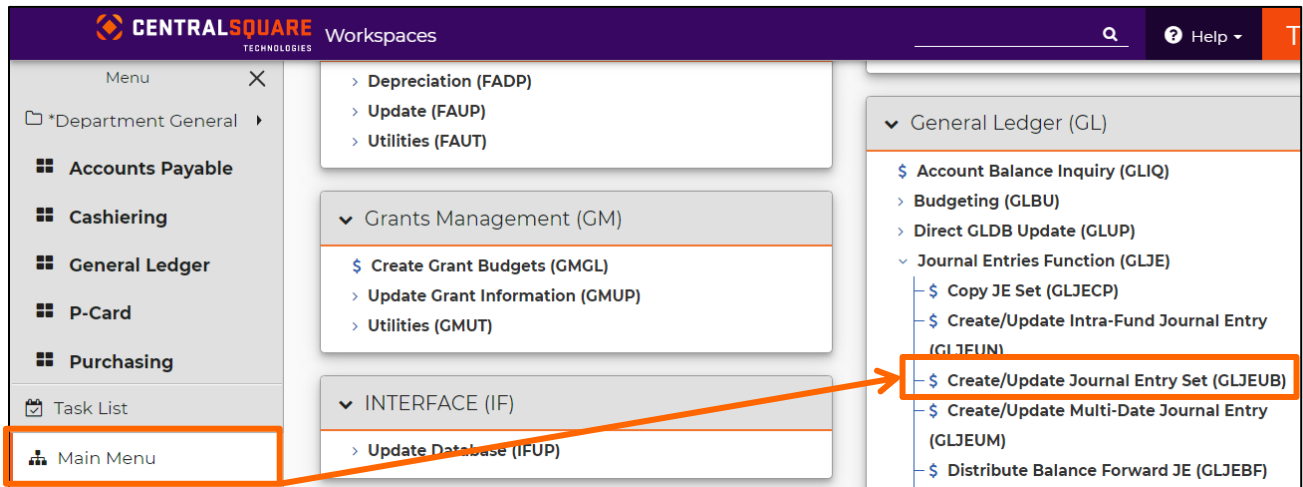 CENTRALSQUARE
TECHNOLOGIES
Workspaces
Help
T
Menu
*Department General
Accounts Payable
Cashiering
General Ledger
P-Card
Purchasing
Task List
Main Menu
Depreciation (FADP)
Update (FAUP)
Utilities (FAUT)
Grants Management (GM)
$ Create Grant Budgets (GMGL)
Update Grant Information (GMUP)
Utilities (GMUT)
INTERFACE (IF)
Update Database (IFUP)
General Ledger (GL)
$ Account Balance Inquiry (GLIQ)
Budgeting (GLBU)
Direct GLDB Update (GLUP)
Journal Entries Function (GLJE)
$ Copy JE Set (GLJECP)
$ Create/Update Intra-Fund Journal Entry
(GLJEUN)
$ Create/Update Journal Entry Set (GLJEUB)
$ Create/Update Multi-Date Journal Entry
(GLJEUM)
$ Distribute Balance Forward JE (GLJEBF)